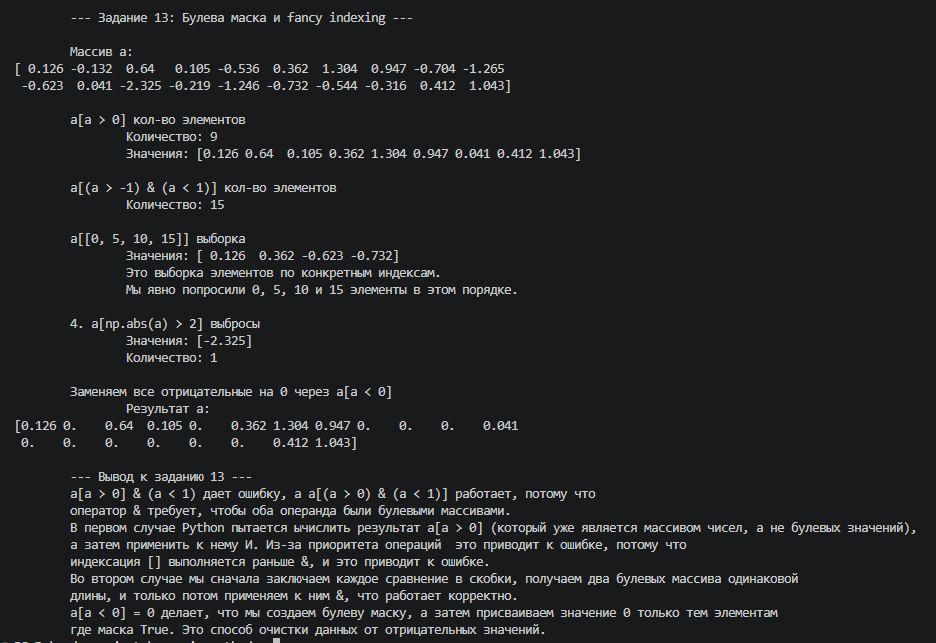 --- Задание 13: Булева маска и fancy indexing ---
Массив a:
[ 0.126 -0.132  0.64   0.105 -0.536  0.362  1.304  0.947 -0.704 -1.265
 -0.623  0.041 -2.325 -0.219 -1.246 -0.732 -0.544 -0.316  0.412  1.043]
a[a > 0] кол-во элементов
Количество: 9
Значения: [0.126 0.64  0.105 0.362 1.304 0.947 0.041 0.412 1.043]
a[(a > -1) & (a < 1)] кол-во элементов
Количество: 15
a[[0, 5, 10, 15]] выборка
Значения: [ 0.126  0.362 -0.623 -0.732]
Это выборка элементов по конкретным индексам.
Мы явно попросили 0, 5, 10 и 15 элементы в этом порядке.
4. a[np.abs(a) > 2] выбросы
Значения: [-2.325]
Количество: 1
Заменяем все отрицательные на 0 через a[a < 0]
Результат a:
[0.126 0.    0.64  0.105 0.    0.362 1.304 0.947 0.    0.    0.    0.041
 0.    0.    0.    0.    0.    0.    0.412 1.043]
--- Вывод к заданию 13 ---
a[a > 0] & (a < 1) дает ошибку, а a[(a > 0) & (a < 1)] работает, потому что
оператор & требует, чтобы оба операнда были булевыми массивами.
В первом случае Python пытается ычислить результат a[a > 0] (который уже является массивом чисел, а не булевых значений),
а затем применить к нему И. Из-за приоритета операций  это приводит к ошибке, потому что
индексация [] выполняется раньше &, и это приводит к ошибке.
Во втором случае мы сначала заключаем каждое сравнение в скобки, получаем два булевых массива одинаковой
длины, и только потом применяем к ним &, что работает корректно.
a[a < 0] = 0 делает, что мы создаем булеву маску, а затем присваиваем значение 0 только тем элементам
где маска True. Это способ очистки данных от отрицательных значений.